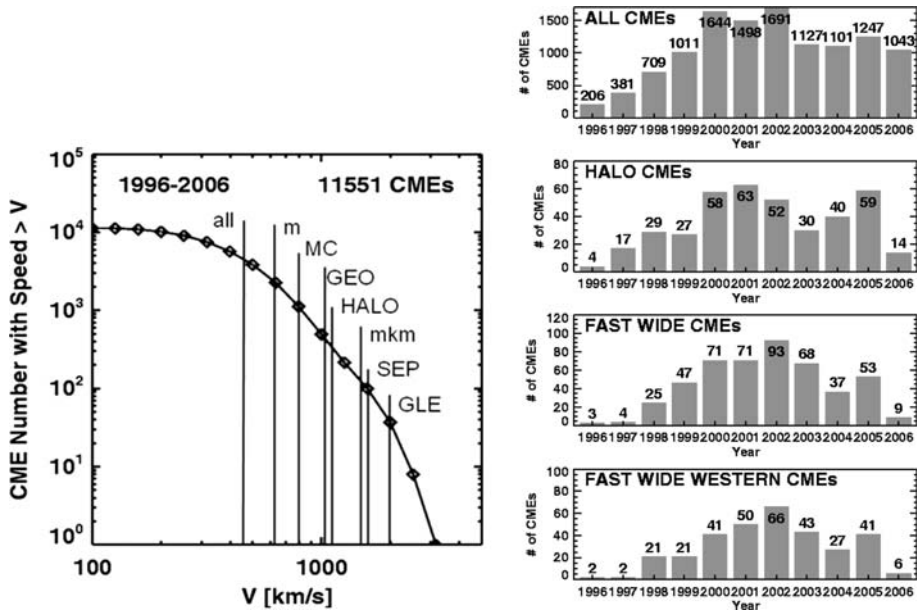 1996-2006 11551 CMEs
all
m
MC
GEO
HALO
mkm
SEP
GLE
CME Number with Speed > V
10^5
10^4
10^3
10^2
10^1
10^0
100 1000
V [km/s]
ALL CMEs
# of CMEs
1500
1000
500
0
206 381 709 1011 1644 1498 1691 1127 1101 1247 1043
1996 1997 1998 1999 2000 2001 2002 2003 2004 2005 2006
Year
HALO CMEs
# of CMEs
80
60
40
20
0
4 17 29 27 58 63 52 30 40 59 14
1996 1997 1998 1999 2000 2001 2002 2003 2004 2005 2006
Year
FAST WIDE CMEs
# of CMEs
120
100
80
60
40
20
0
3 4 25 47 71 71 93 68 37 53 9
1996 1997 1998 1999 2000 2001 2002 2003 2004 2005 2006
Year
FAST WIDE WESTERN CMEs
# of CMEs
100
80
60
40
20
0
2 2 21 21 41 50 66 43 27 41 6
1996 1997 1998 1999 2000 2001 2002 2003 2004 2005 2006
Year